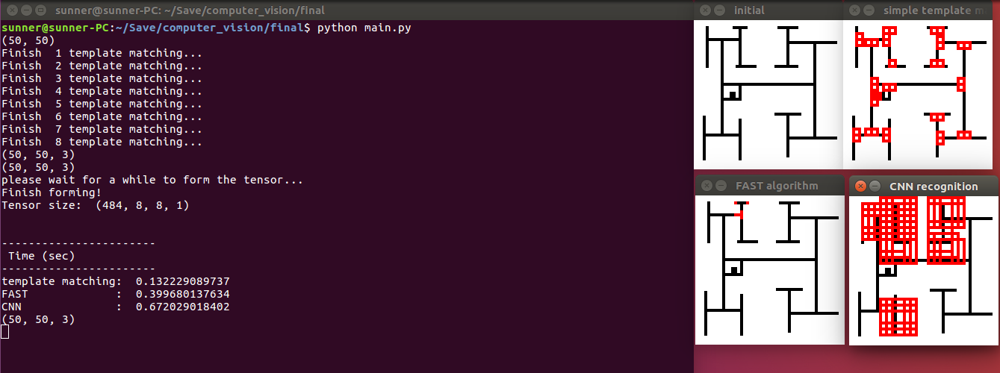 sunner@sunner-PC: ~/Save/computer_vision/final
sunner@sunner-PC:~/Save/computer_vision/final$ python main.py
(50, 50)
Finish  1 template matching...
Finish  2 template matching...
Finish  3 template matching...
Finish  4 template matching...
Finish  5 template matching...
Finish  6 template matching...
Finish  7 template matching...
Finish  8 template matching...
(50, 50, 3)
(50, 50, 3)
please wait for a while to form the tensor...
Finish forming!
Tensor size:  (484, 8, 8, 1)
-----------------------
 Time (sec)
-----------------------
template matching:  0.132229089737
FAST             :  0.399680137634
CNN              :  0.672029018402
(50, 50, 3)
initial
simple template m
FAST algorithm
CNN recognition